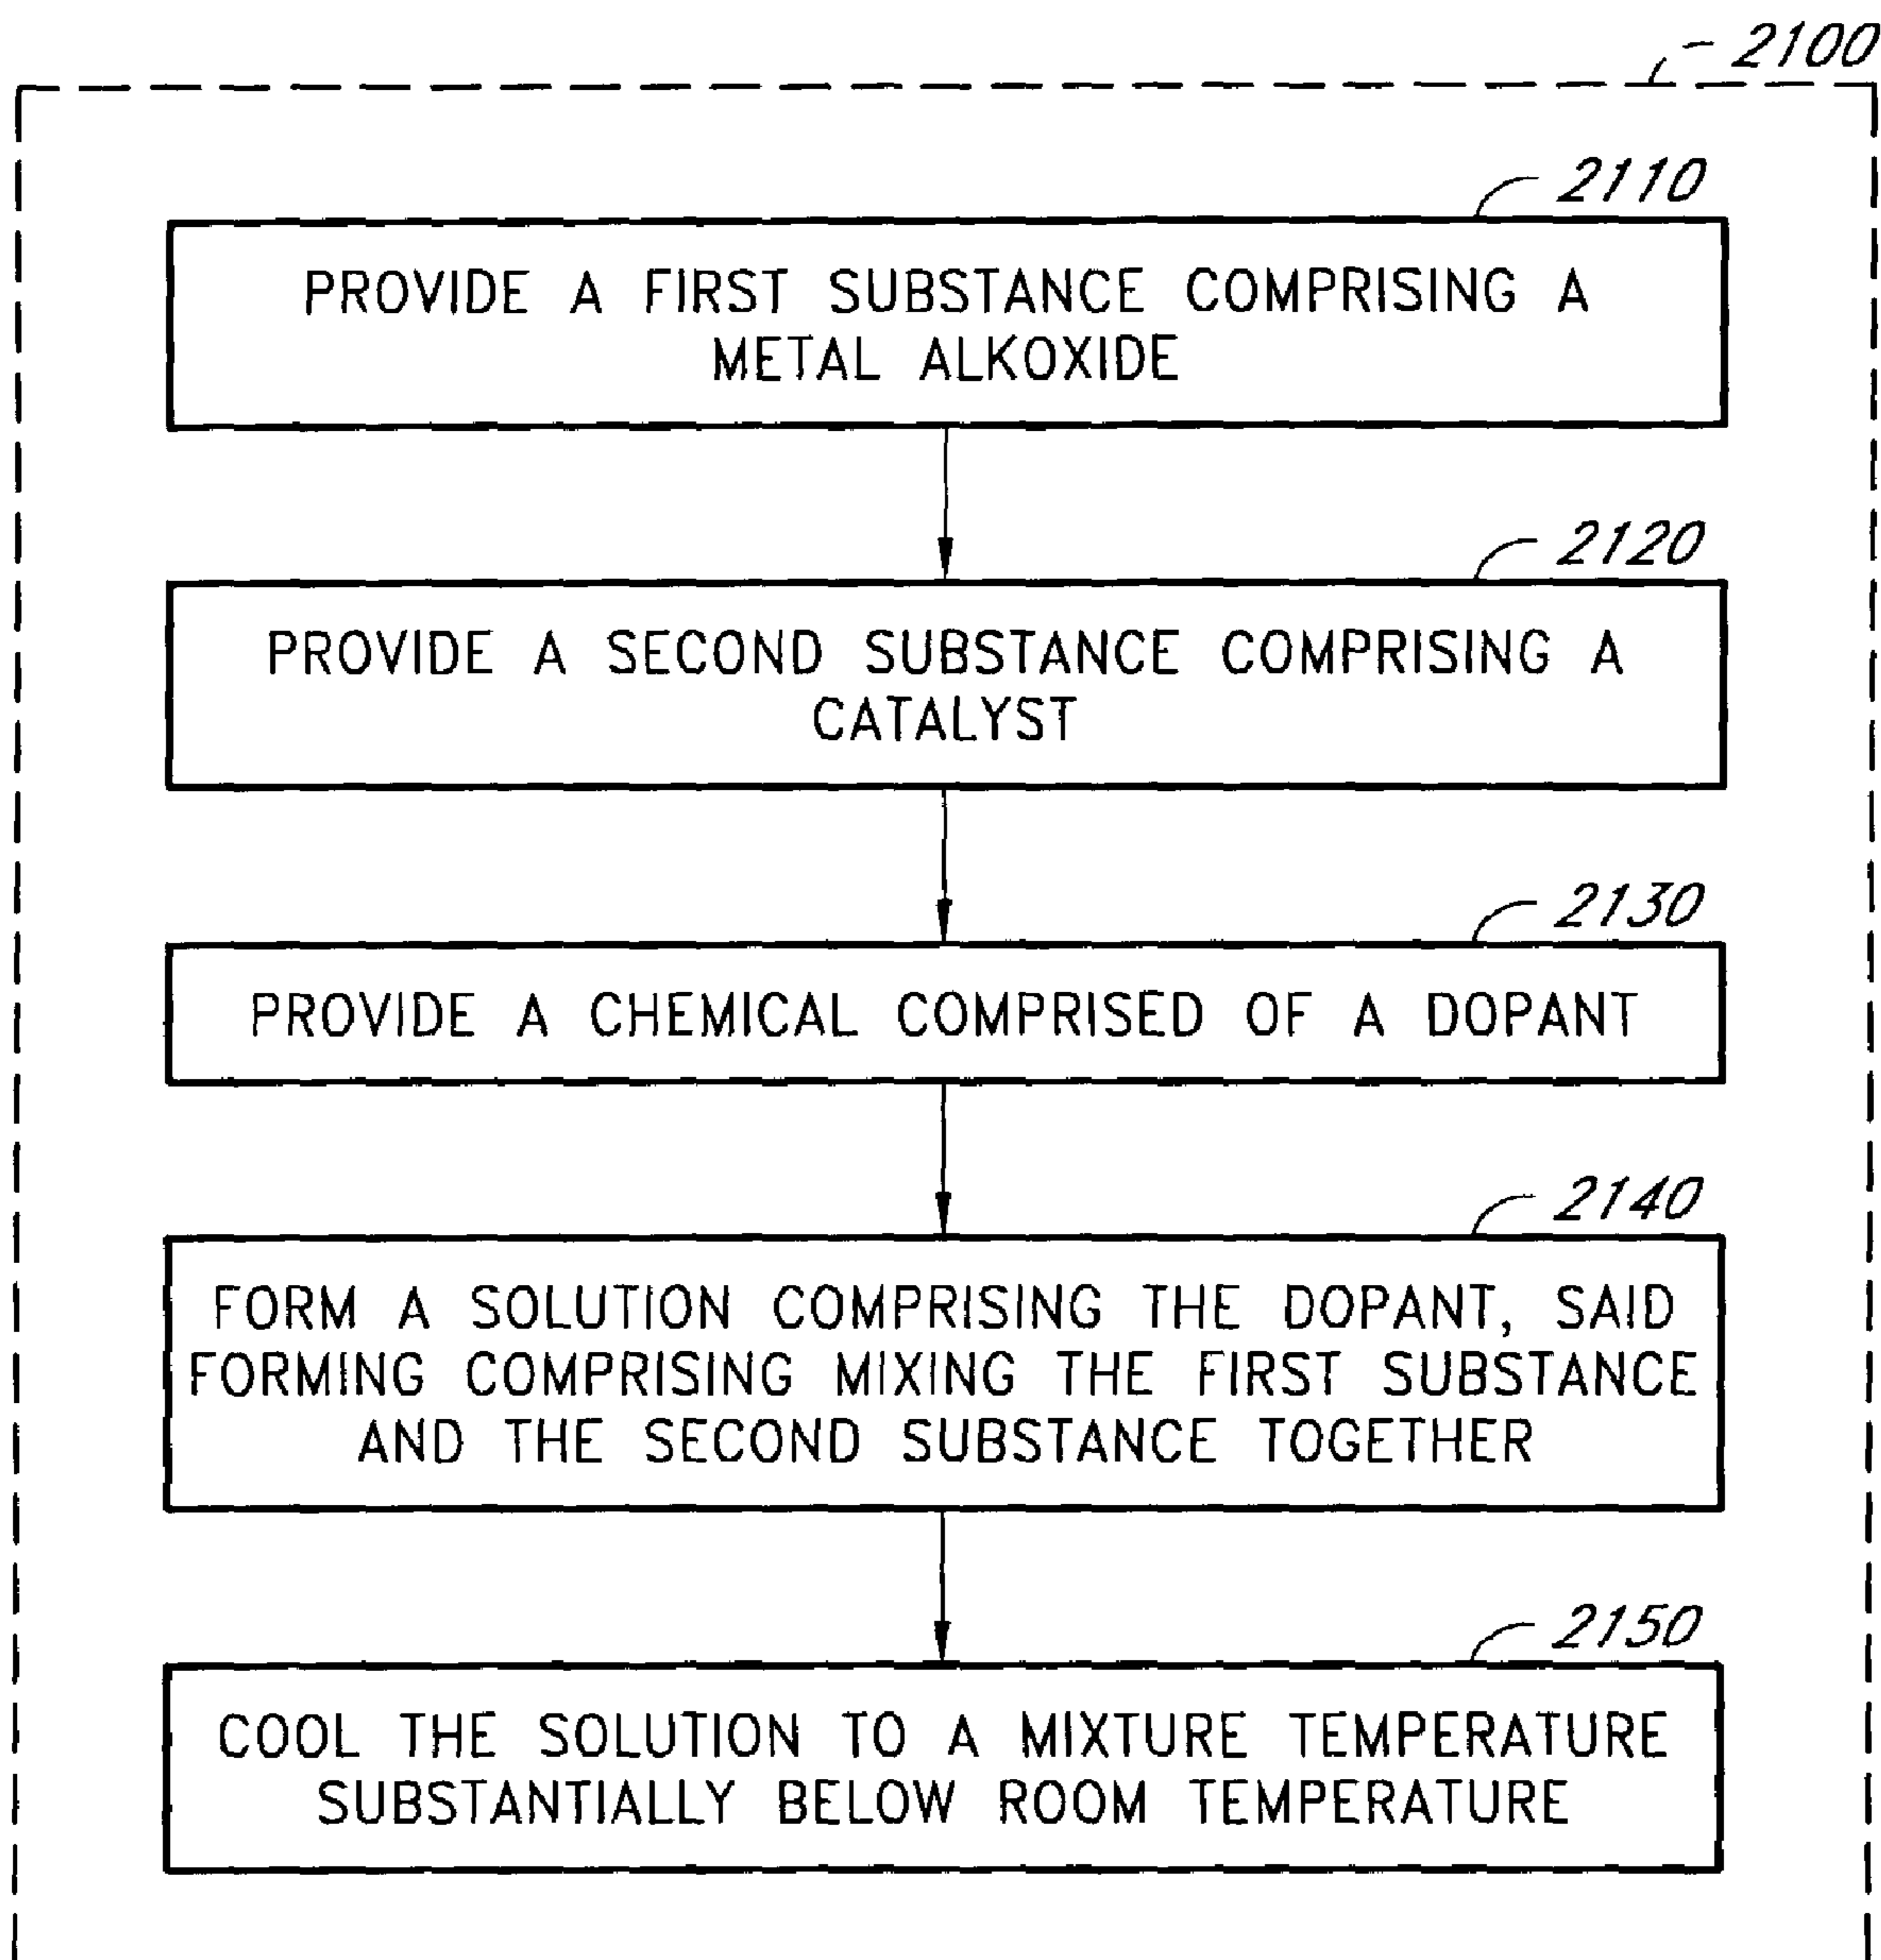 2100
2110
PROVIDE A FIRST SUBSTANCE COMPRISING A
METAL ALKOXIDE
2120
PROVIDE A SECOND SUBSTANCE COMPRISING A
CATALYST
2130
PROVIDE A CHEMICAL COMPRISED OF A DOPANT
2140
FORM A SOLUTION COMPRISING THE DOPANT, SAID
FORMING COMPRISING MIXING THE FIRST SUBSTANCE
AND THE SECOND SUBSTANCE TOGETHER
2150
COOL THE SOLUTION TO A MIXTURE TEMPERATURE
SUBSTANTIALLY BELOW ROOM TEMPERATURE